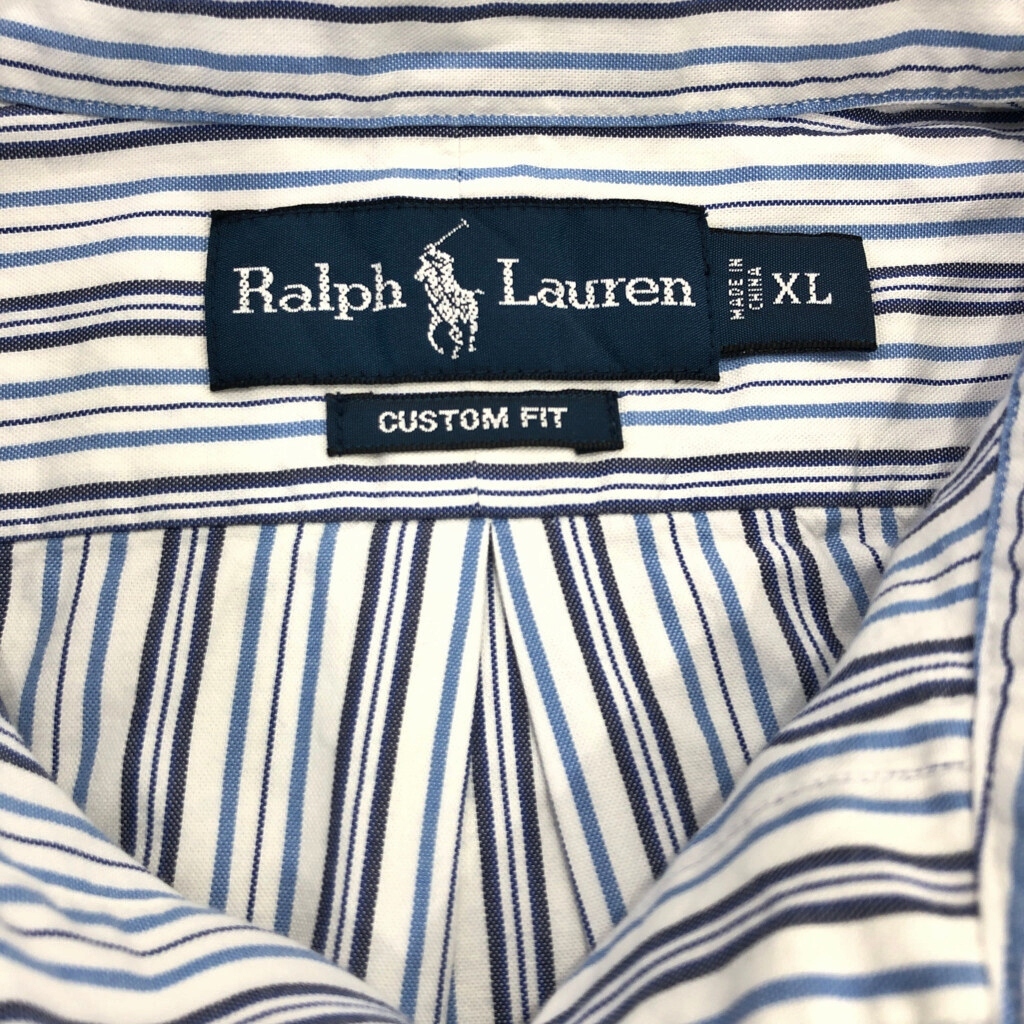 Ralph Lauren
MADE IN
CHINA
XL
CUSTOM FIT